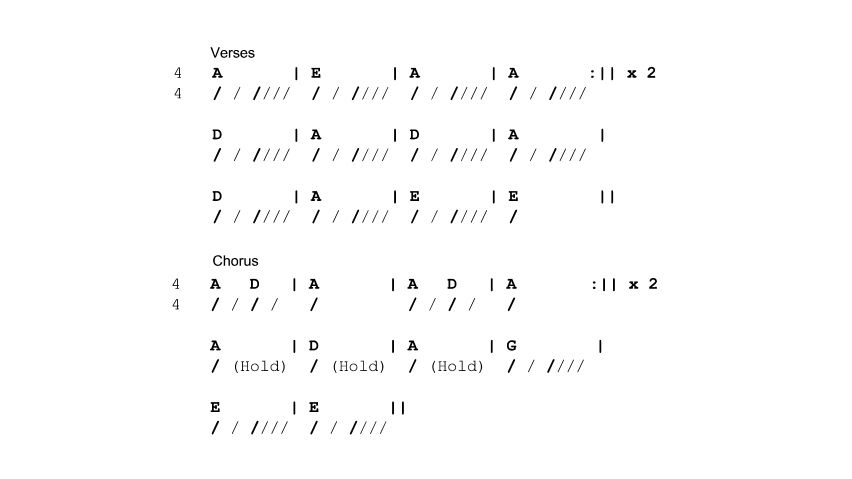 Verses
4 A | E | A | A :|| x 2
4 / / //// / / //// / / //// / / ////
D | A | D | A |
/ / //// / / //// / / //// / / ////
D | A | E | E ||
/ / //// / / //// / / //// /
Chorus
4 A D | A | A D | A :|| x 2
4 / / / / / / / / / /
A | D | A | G |
/ (Hold) / (Hold) / (Hold) / / ////
E | E ||
/ / //// / / ////